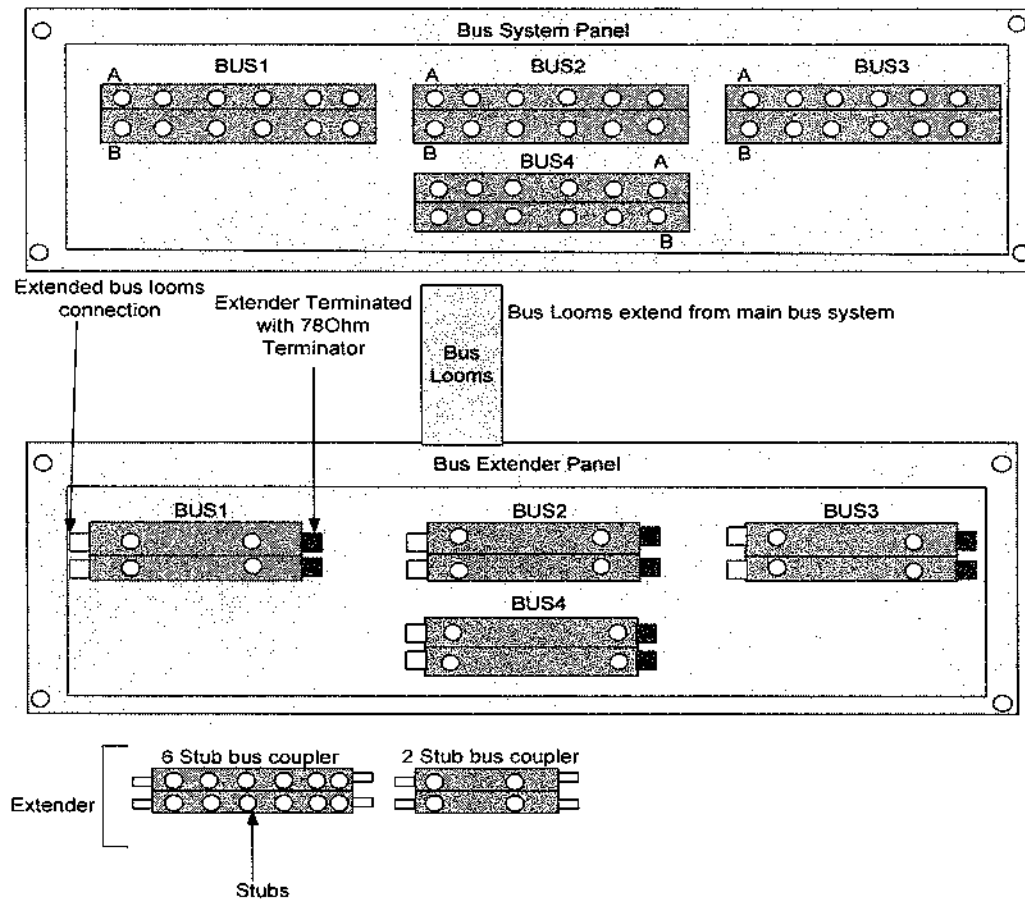 Bus System Panel
BUS1
BUS2
BUS3
A
A
A
B
B
B
BUS4
A
B
Extended bus looms
connection
Extender Terminated
with 78Ohm
Terminator
Bus Looms extend from main bus system
Bus
Looms
Bus Extender Panel
BUS1
BUS2
BUS3
BUS4
6 Stub bus coupler
2 Stub bus coupler
Extender
Stubs